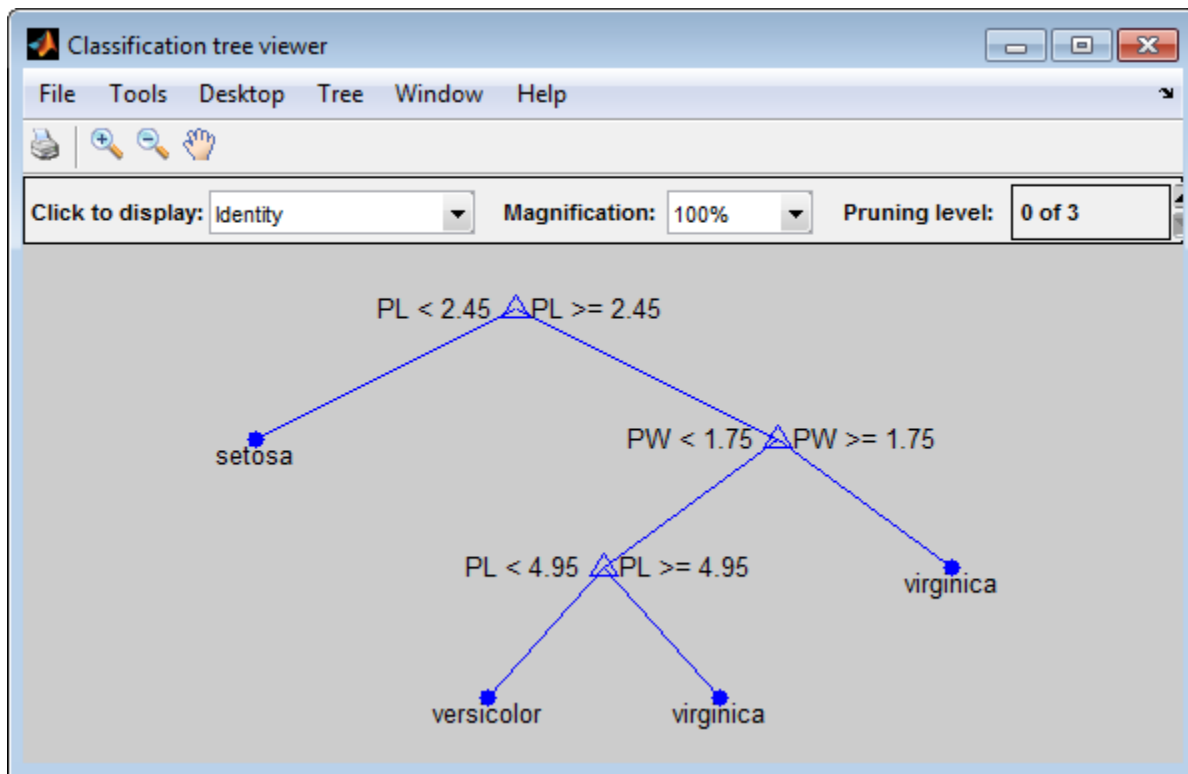 Classification tree viewer
File Tools Desktop Tree Window Help
Click to display: Identity Magnification: 100% Pruning level: 0 of 3
PL < 2.45 PL >= 2.45
setosa
PW < 1.75 PW >= 1.75
PL < 4.95 PL >= 4.95
virginica
versicolor
virginica